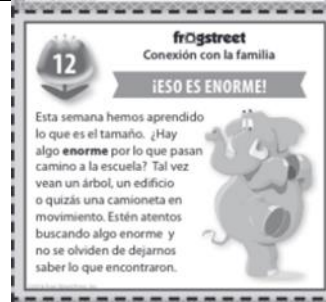 frogstreet
Conexión con la familia
12
¡ESO ES ENORME!
Esta semana hemos aprendido
lo que es el tamaño. ¿Hay
algo enorme por lo que pasan
camino a la escuela? Tal vez
vean un árbol, un edificio
o quizás una camioneta en
movimiento. Estén atentos
buscando algo enorme y
no se olviden de dejarnos
saber lo que encontraron.